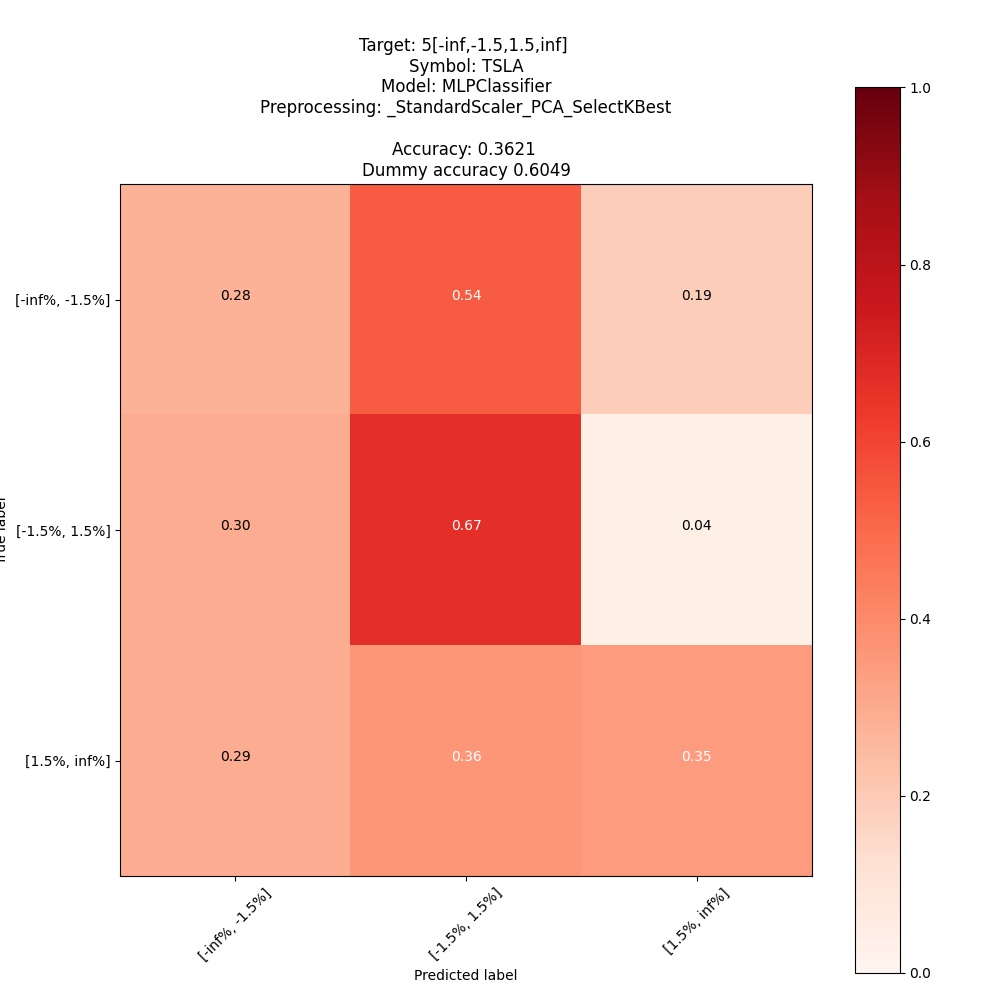 Target: 5[-inf,-1.5,1.5,inf]
Symbol: TSLA
Model: MLPClassifier
Preprocessing: _StandardScaler_PCA_SelectKBest
Accuracy: 0.3621
Dummy accuracy 0.6049
[-inf%, -1.5%]
0.28
0.54
0.19
[-1.5%, 1.5%]
0.30
0.67
0.04
[1.5%, inf%]
0.29
0.36
0.35
[-inf%, -1.5%]
[-1.5%, 1.5%]
[1.5%, inf%]
Predicted label
1.0
0.8
0.6
0.4
0.2
0.0